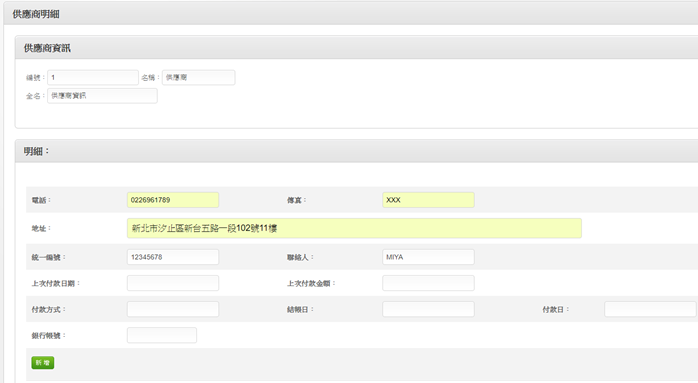 供應商明細
供應商資訊
編號： 1 名稱： 供應商
全名： 供應商資訊
明細：
電話： 0226961789 傳真： XXX
地址： 新北市汐止區新台五路一段102號11樓
統一編號： 12345678 聯絡人： MIYA
上次付款日期： 上次付款金額：
付款方式： 結帳日： 付款日：
銀行帳號：
新增